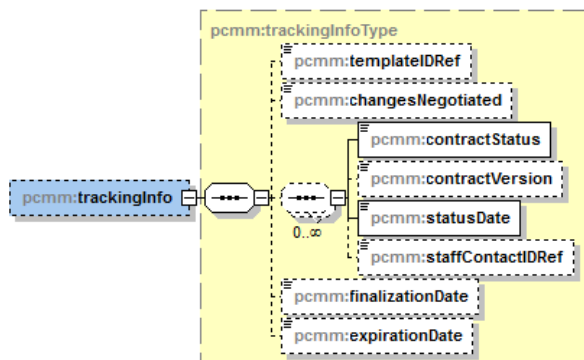 pcmm:trackingInfoType
pcmm:templateIDRef
pcmm:changesNegotiated
pcmm:contractStatus
pcmm:contractVersion
pcmm:trackingInfo
pcmm:statusDate
0..∞
pcmm:staffContactIDRef
pcmm:finalizationDate
pcmm:expirationDate